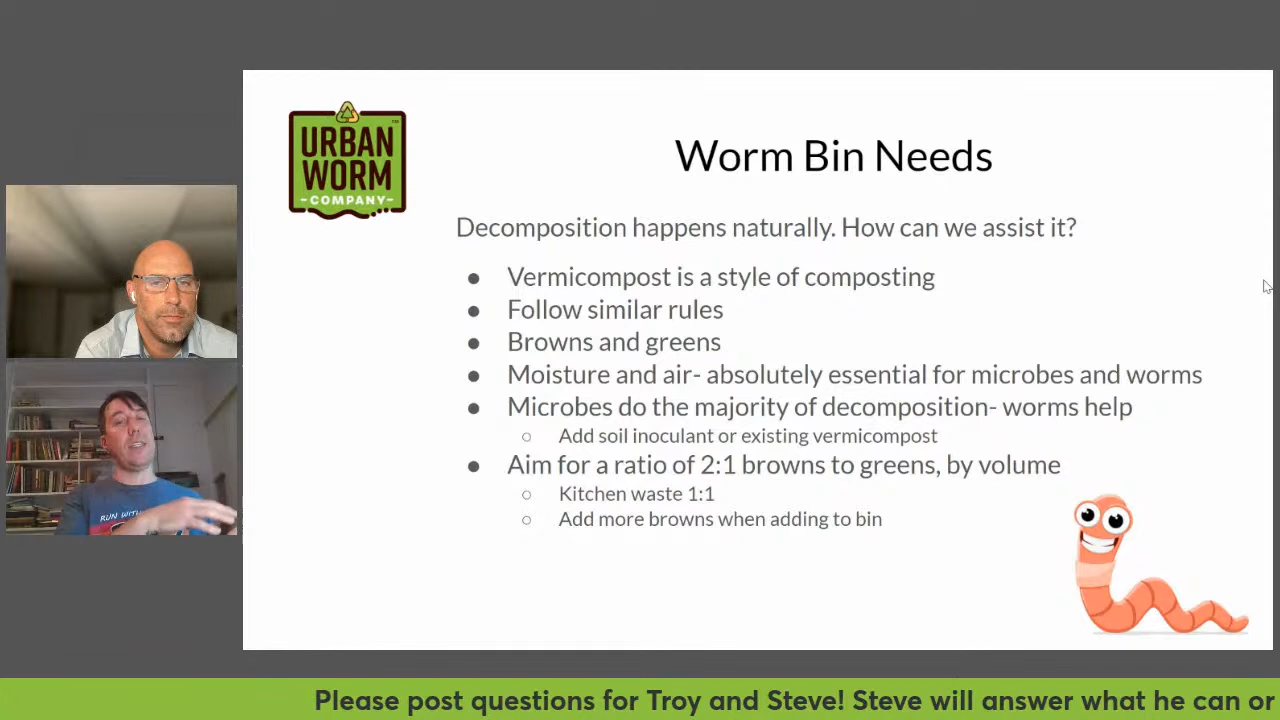 URBAN
WORM
-COMPANY-
™
Worm Bin Needs
Decomposition happens naturally. How can we assist it?
● Vermicompost is a style of composting
● Follow similar rules
● Browns and greens
● Moisture and air- absolutely essential for microbes and worms
● Microbes do the majority of decomposition- worms help
○ Add soil inoculant or existing vermicompost
● Aim for a ratio of 2:1 browns to greens, by volume
○ Kitchen waste 1:1
○ Add more browns when adding to bin
RUN WITH
Please post questions for Troy and Steve! Steve will answer what he can or